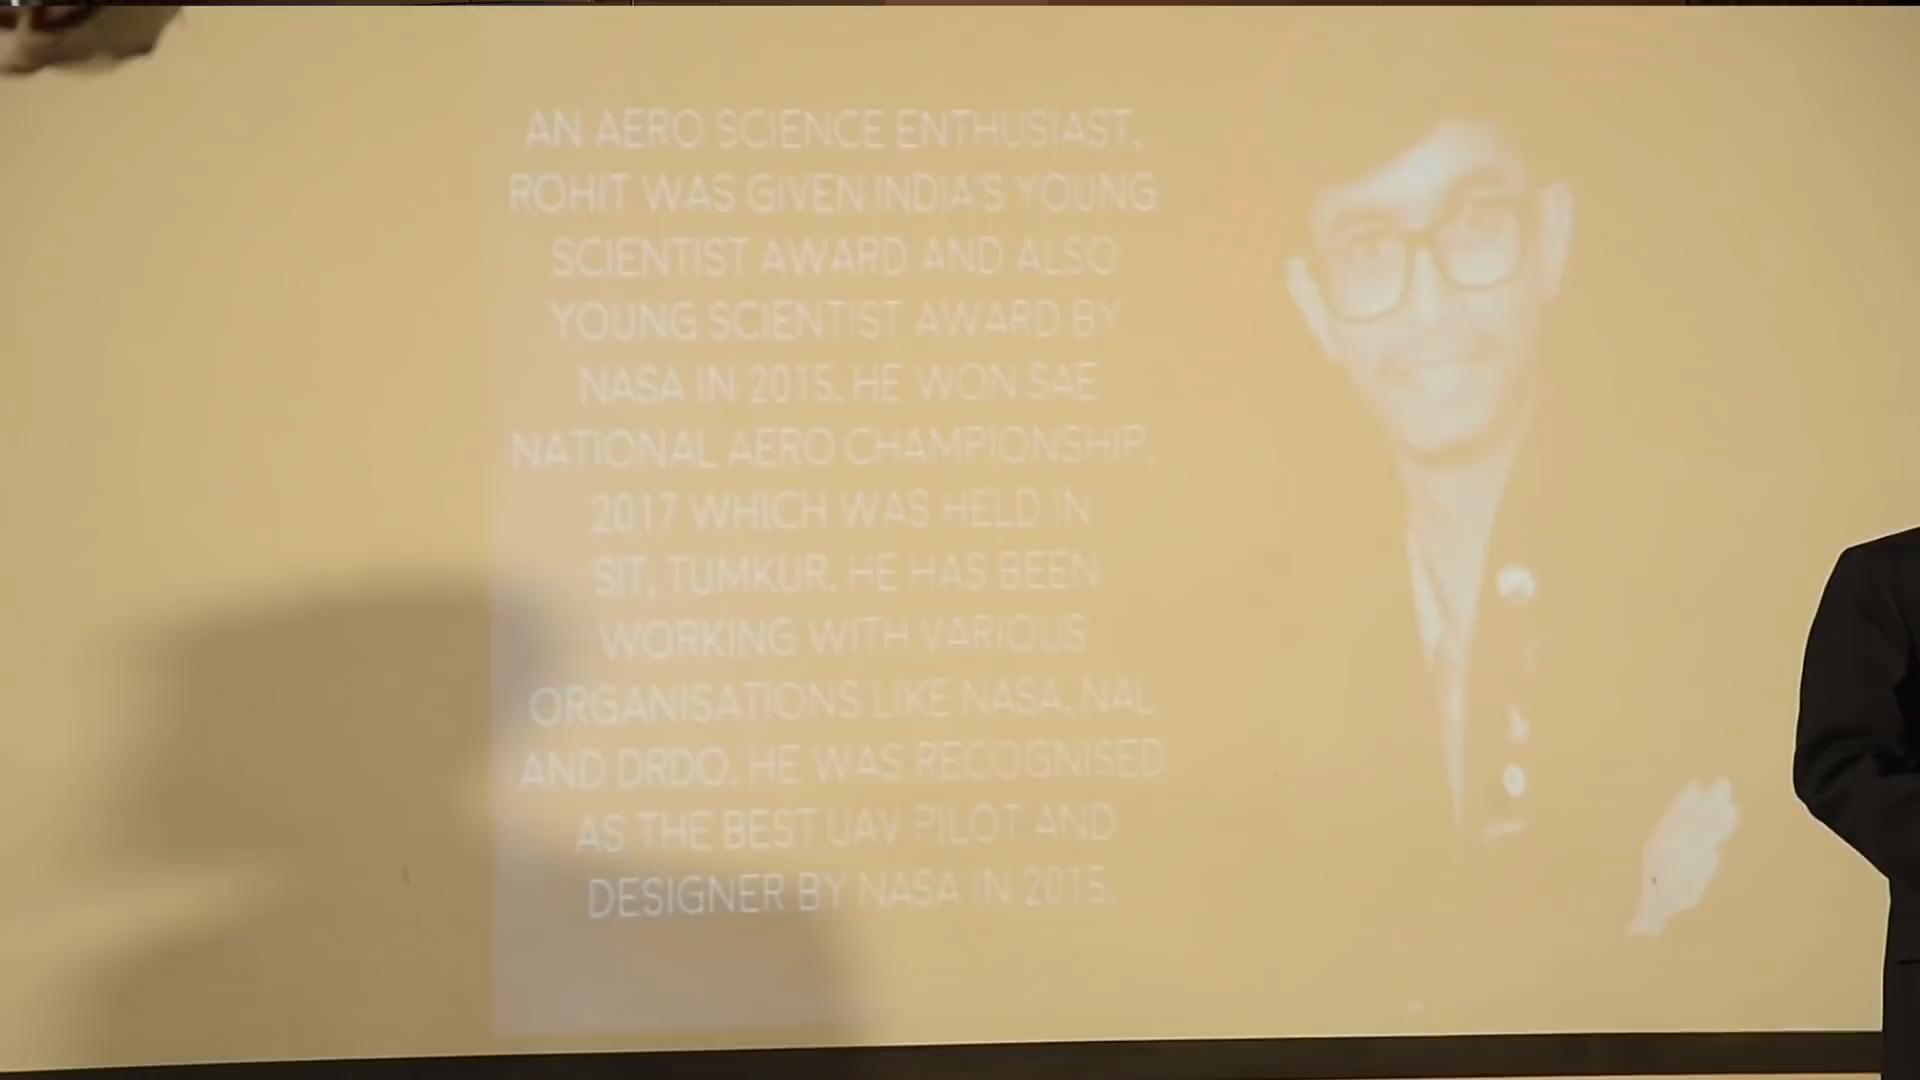 AN AERO SCIENCE ENTHUSIAST,
ROHIT WAS GIVEN INDIA'S YOUNG
SCIENTIST AWARD AND ALSO
YOUNG SCIENTIST AWARD BY
NASA IN 2015. HE WON SAE
NATIONAL AERO CHAMPIONSHIP,
2017 WHICH WAS HELD IN
SIT, TUMKUR. HE HAS BEEN
WORKING WITH VARIOUS
ORGANISATIONS LIKE NASA, NAL
AND DRDO. HE WAS RECOGNISED
AS THE BEST UAV PILOT AND
DESIGNER BY NASA IN 2015.